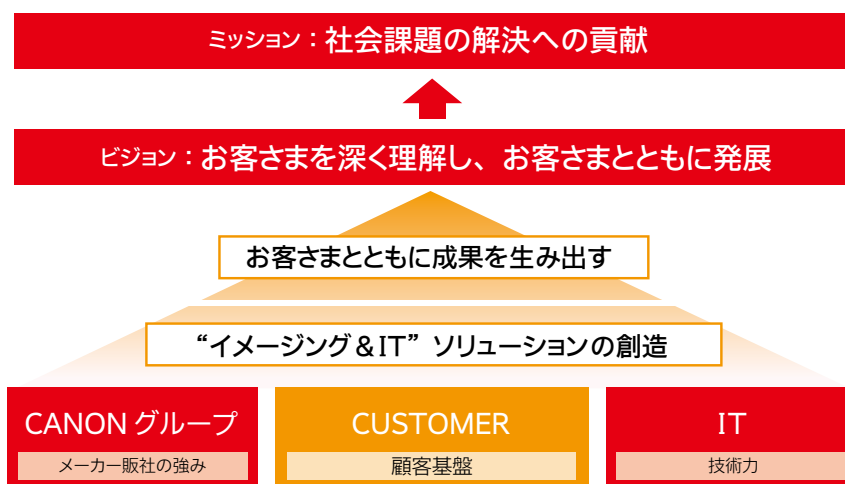 ミッション：社会課題の解決への貢献
ビジョン：お客さまを深く理解し、お客さまとともに発展
お客さまとともに成果を生み出す
“イメージング＆IT” ソリューションの創造
CANON グループ
メーカー販社の強み
CUSTOMER
顧客基盤
IT
技術力